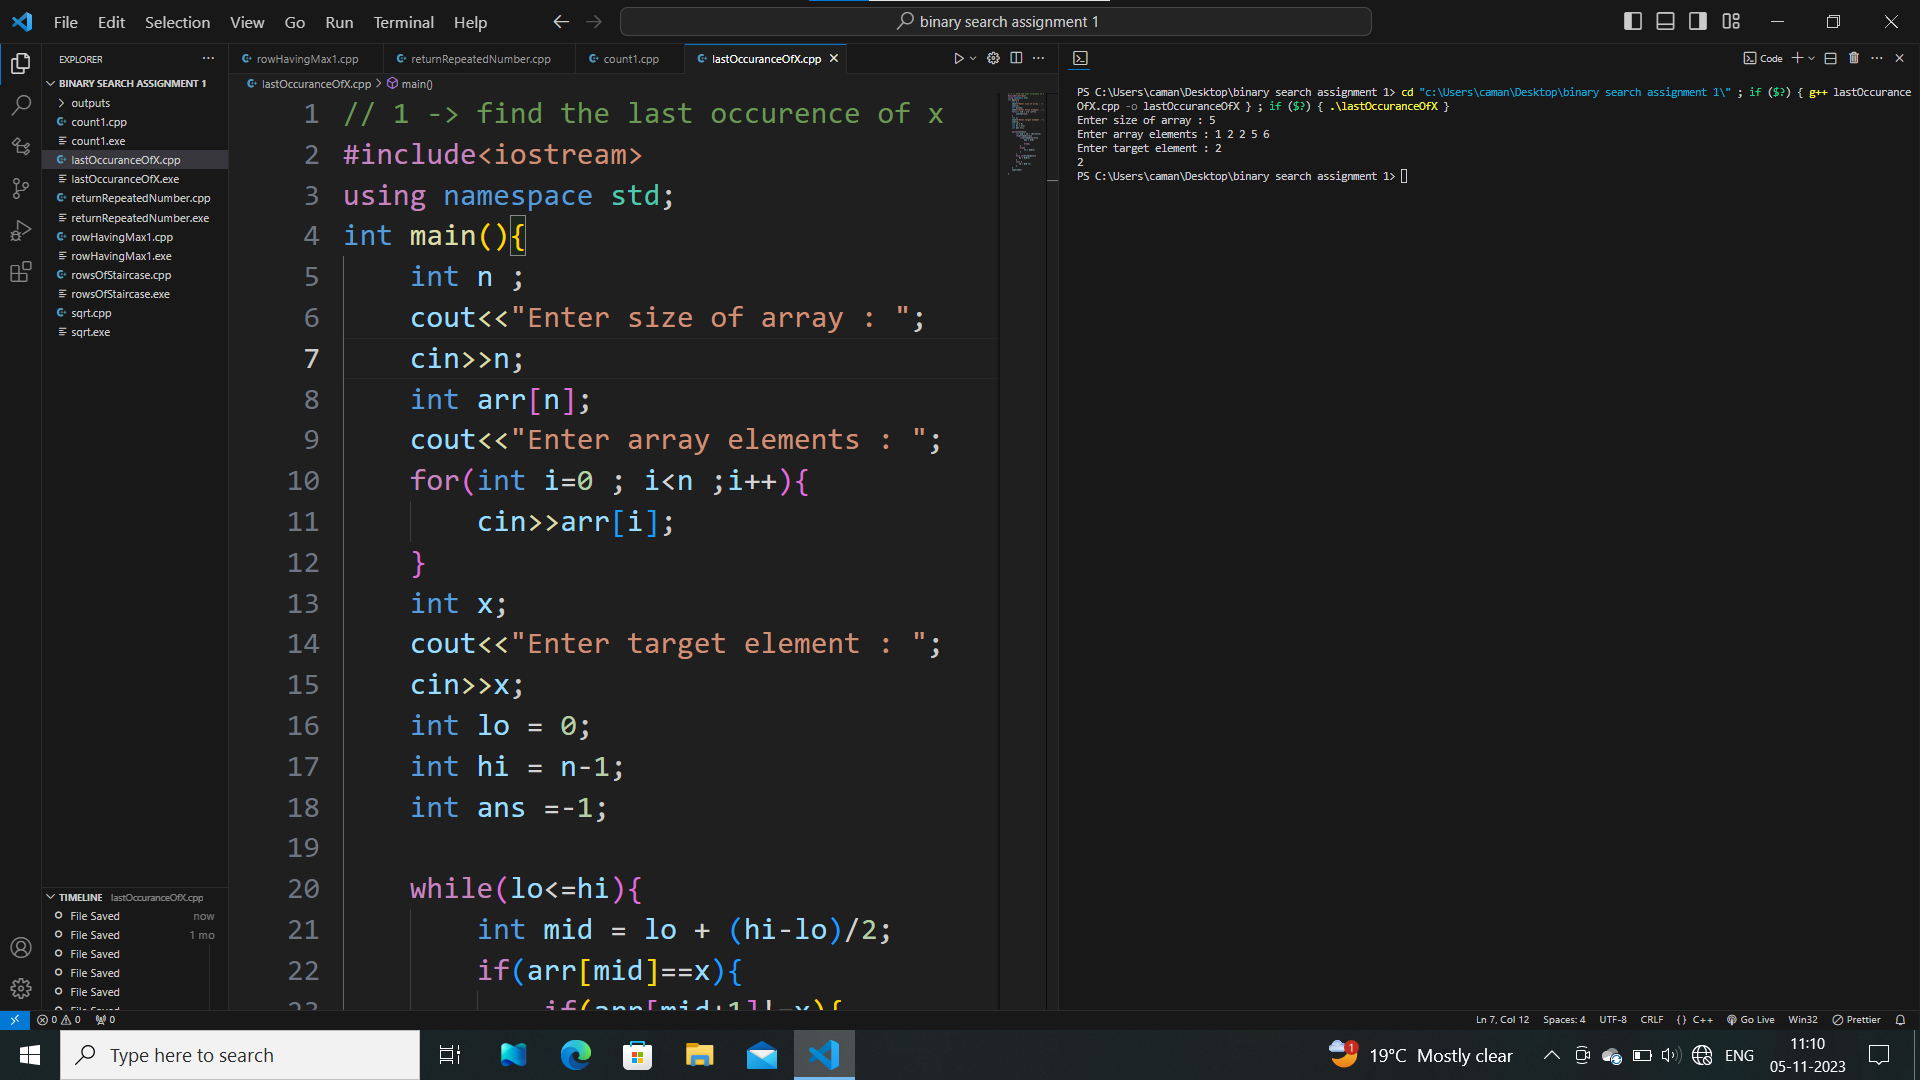 File Edit Selection View Go Run Terminal Help
binary search assignment 1
EXPLORER
BINARY SEARCH ASSIGNMENT 1
outputs
count1.cpp
count1.exe
lastOccuranceOfX.cpp
lastOccuranceOfX.exe
returnRepeatedNumber.cpp
returnRepeatedNumber.exe
rowHavingMax1.cpp
rowHavingMax1.exe
rowsOfStaircase.cpp
rowsOfStaircase.exe
sqrt.cpp
sqrt.exe
TIMELINE lastOccuranceOfX.cpp
File Saved now
File Saved 1 mo
File Saved
File Saved
File Saved
rowHavingMax1.cpp returnRepeatedNumber.cpp count1.cpp lastOccuranceOfX.cpp
lastOccuranceOfX.cpp > main()
1 // 1 -> find the last occurence of x
2 #include<iostream>
3 using namespace std;
4 int main(){
5 int n ;
6 cout<<"Enter size of array : ";
7 cin>>n;
8 int arr[n];
9 cout<<"Enter array elements : ";
10 for(int i=0 ; i<n ;i++){
11 cin>>arr[i];
12 }
13 int x;
14 cout<<"Enter target element : ";
15 cin>>x;
16 int lo = 0;
17 int hi = n-1;
18 int ans =-1;
19
20 while(lo<=hi){
21 int mid = lo + (hi-lo)/2;
22 if(arr[mid]==x){
23 if(arr[mid+1]!=x){
Code
PS C:\Users\caman\Desktop\binary search assignment 1> cd "c:\Users\caman\Desktop\binary search assignment 1\" ; if ($?) { g++ lastOccurance
OfX.cpp -o lastOccuranceOfX } ; if ($?) { .\lastOccuranceOfX }
Enter size of array : 5
Enter array elements : 1 2 2 5 6
Enter target element : 2
2
PS C:\Users\caman\Desktop\binary search assignment 1>
0 0 0
Ln 7, Col 12 Spaces: 4 UTF-8 CRLF {} C++ Go Live Win32 Prettier
Type here to search
1
19°C Mostly clear
ENG
11:10
05-11-2023